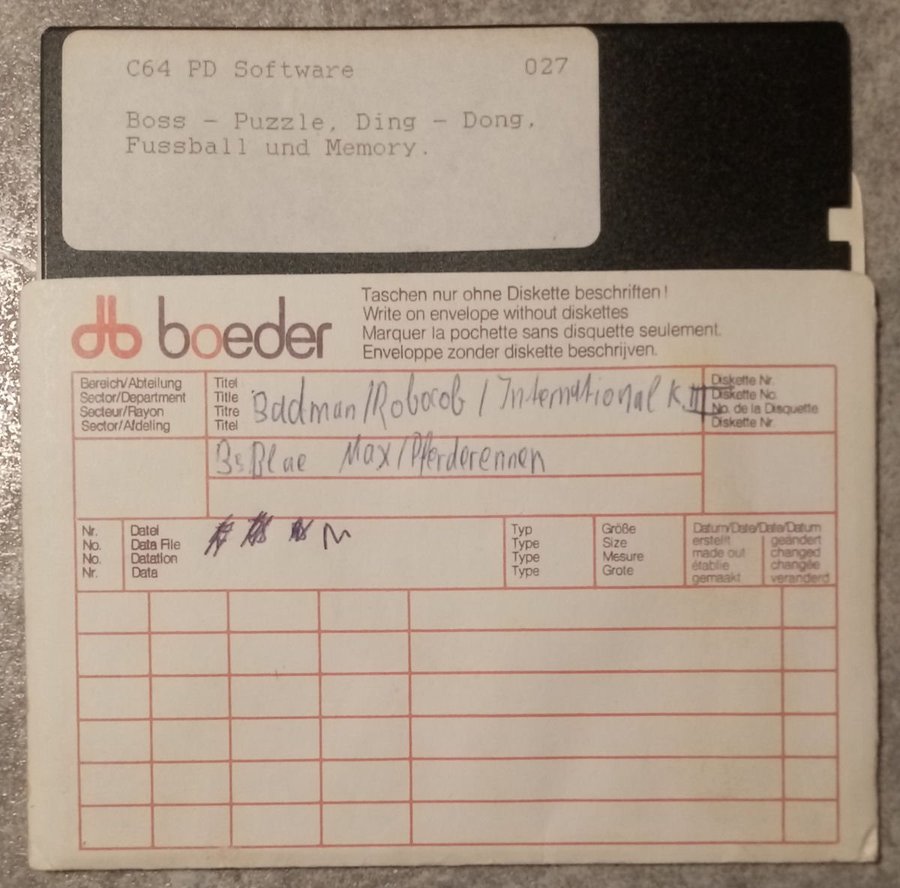 C64 PD Software 027
Boss - Puzzle, Ding - Dong,
Fussball und Memory.
boeder
Taschen nur ohne Diskette beschriften!
Write on envelope without diskettes
Marquer la pochette sans disquette seulement.
Enveloppe zonder diskette beschrijven.
Bereich/Abteilung
Sector/Department
Secteur/Rayon
Sector/Afdeling
Titel
Title
Titre
Titel
Badman/Robocob/International K.III
Diskette Nr.
Diskette No.
No. de la Disquette
Diskette Nr.
Blue Max/Pferderennen
Nr.
No.
No.
Nr.
Datei
Data File
Datation
Data
Typ
Type
Type
Type
Größe
Size
Mesure
Grote
Datum/Date/Date/Datum
erstellt
made out
établie
gemaakt
geändert
changed
changée
veranderd